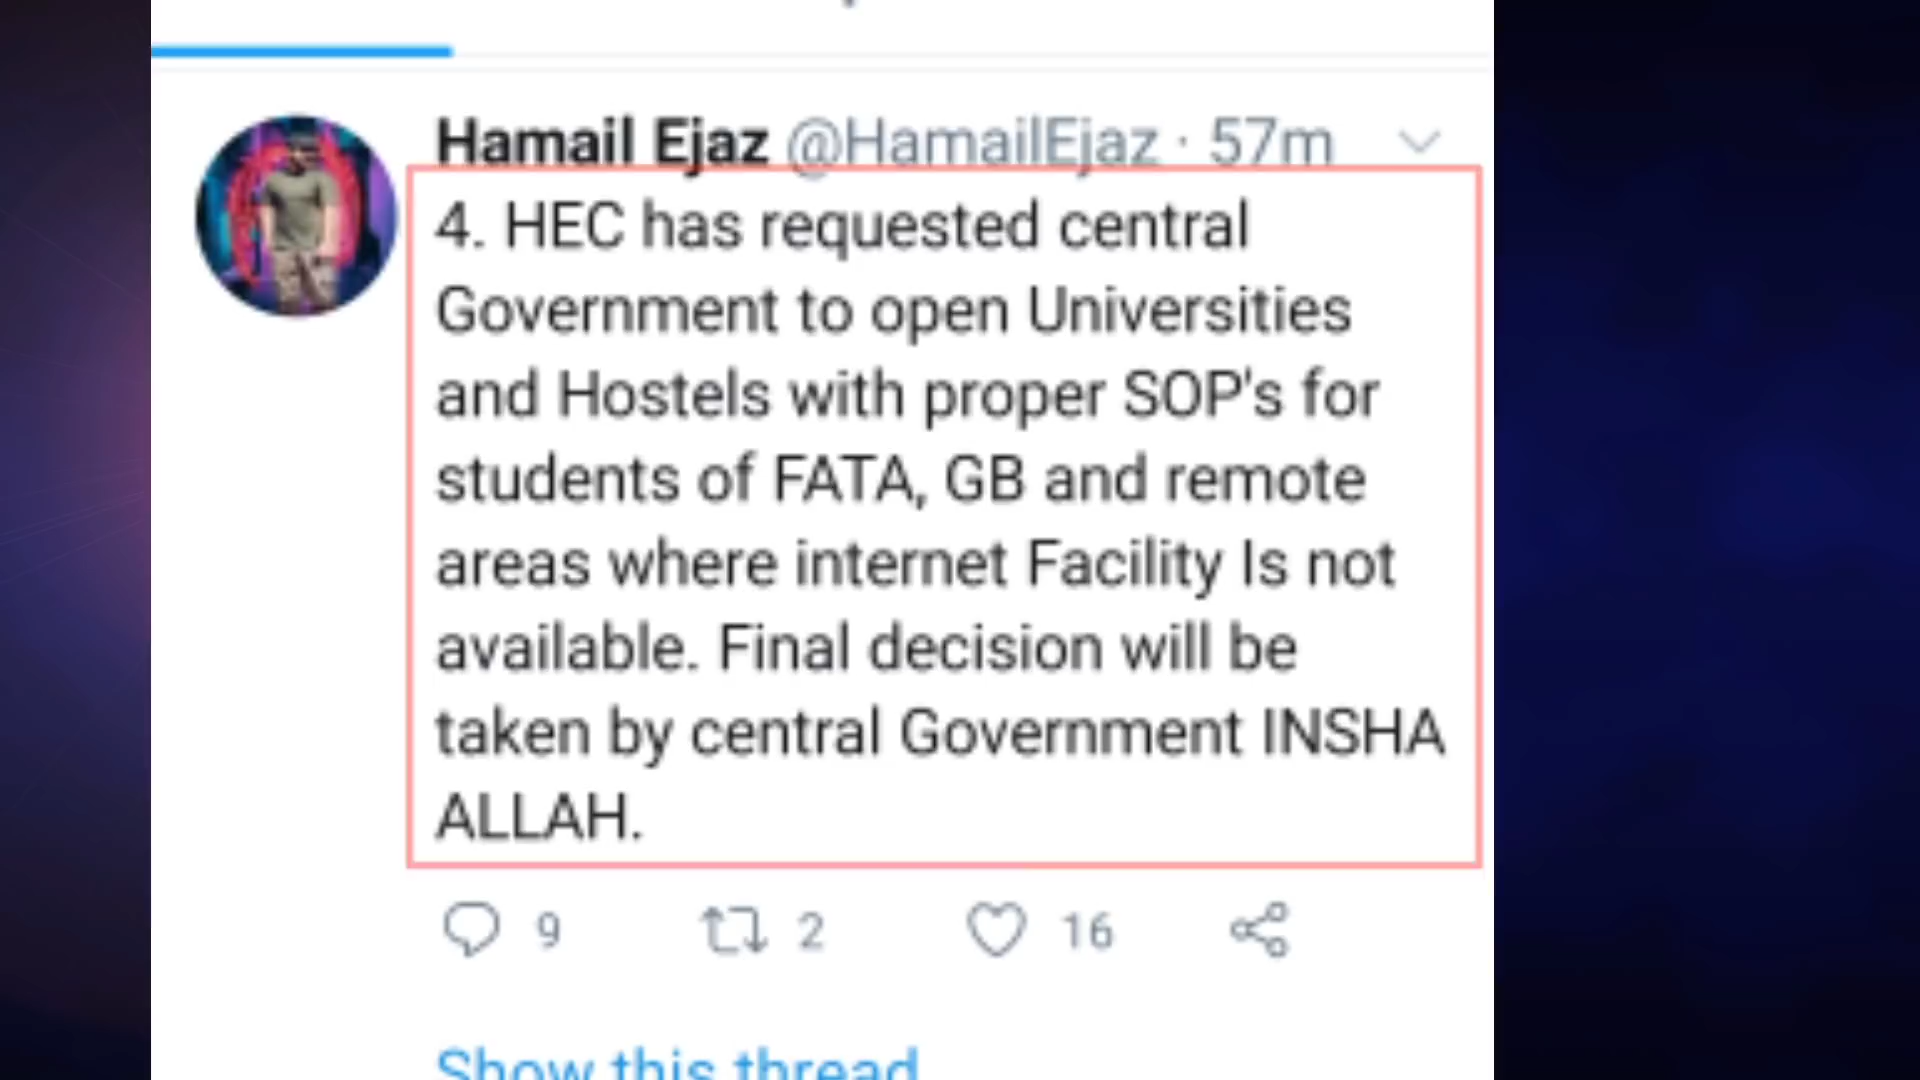 Hamail Ejaz @HamailEjaz · 57m
4. HEC has requested central
Government to open Universities
and Hostels with proper SOP's for
students of FATA, GB and remote
areas where internet Facility Is not
available. Final decision will be
taken by central Government INSHA
ALLAH.
9 2 16
Show this thread